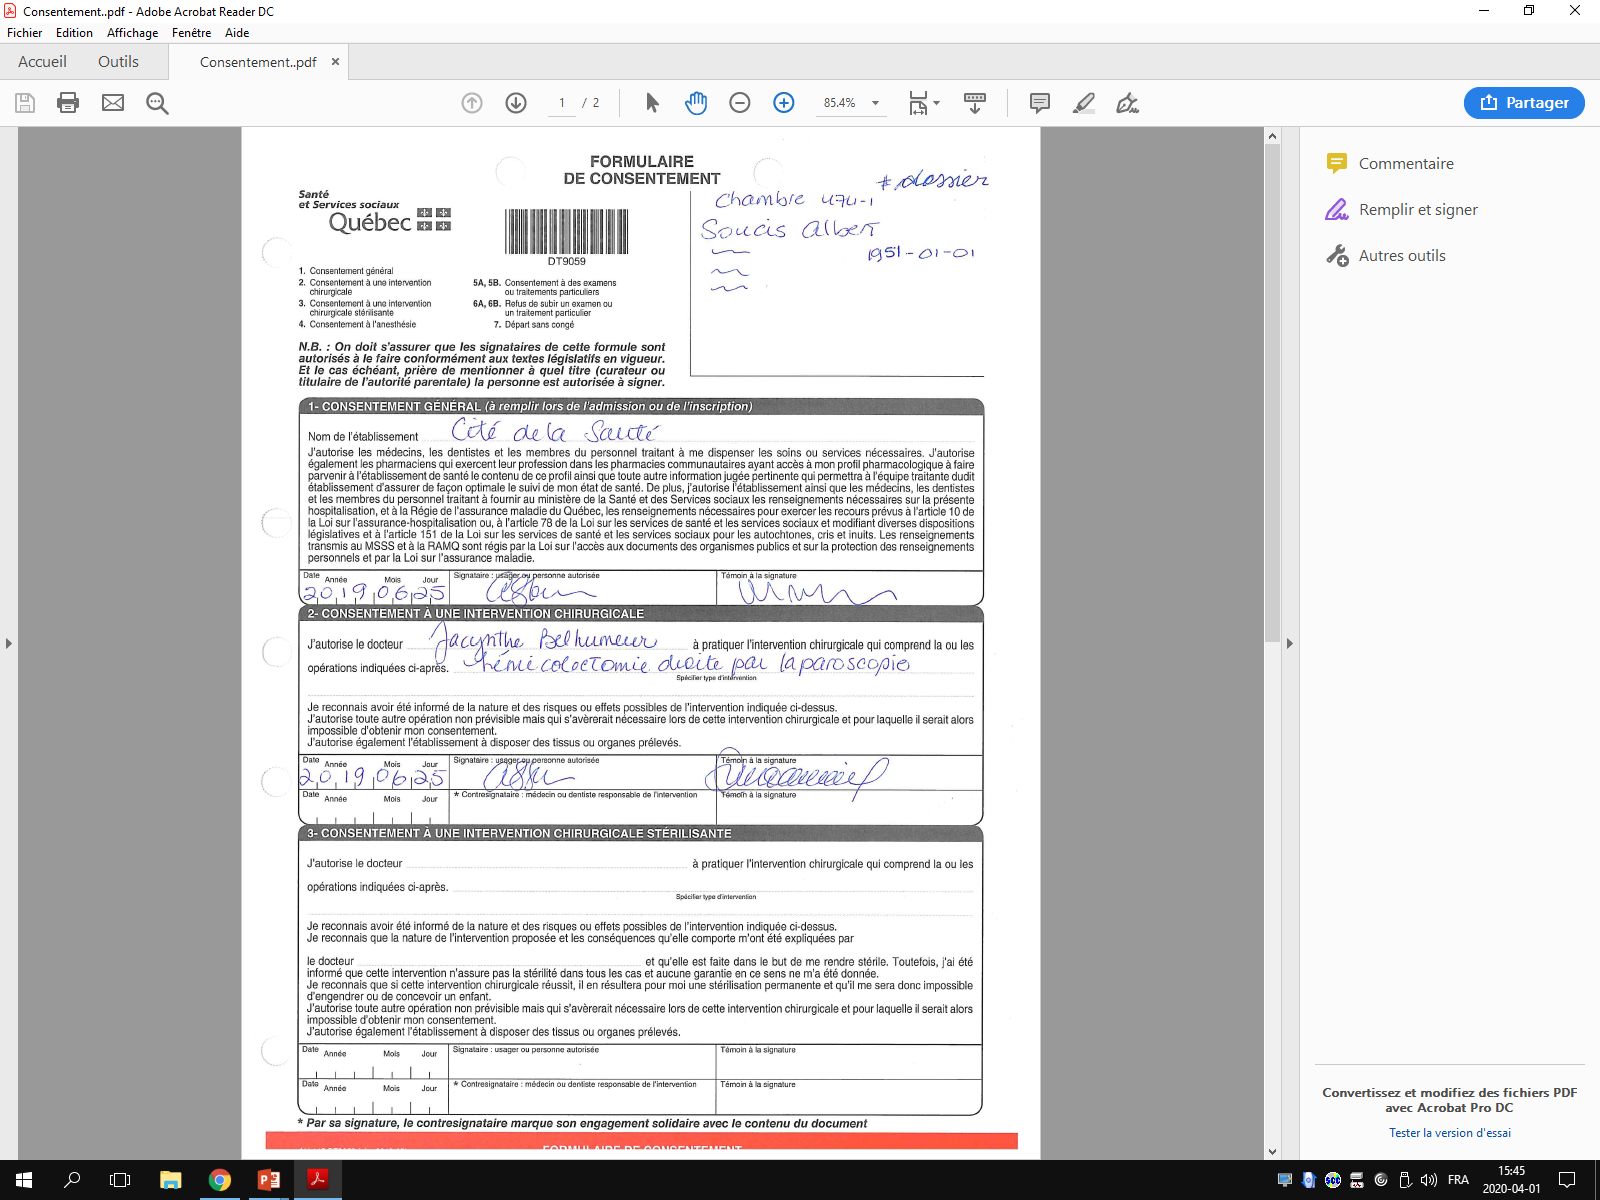 Consentement..pdf - Adobe Acrobat Reader DC
Fichier Edition Affichage Fenêtre Aide
Accueil Outils Consentement..pdf ×
1 / 2 85.4% Partager
Commentaire
Remplir et signer
Autres outils
FORMULAIRE
DE CONSENTEMENT
# dossier
Chambre 474-1
Soucis Albert
1951-01-01
Santé
et Services sociaux
Québec
DT9059
1. Consentement général
2. Consentement à une intervention
chirurgicale
3. Consentement à une intervention
chirurgicale stérilisante
4. Consentement à l'anesthésie
5A, 5B. Consentement à des examens
ou traitements particuliers
6A, 6B. Refus de subir un examen ou
un traitement particulier
7. Départ sans congé
N.B. : On doit s'assurer que les signataires de cette formule sont
autorisés à le faire conformément aux textes législatifs en vigueur.
Et le cas échéant, prière de mentionner à quel titre (curateur ou
titulaire de l'autorité parentale) la personne est autorisée à signer.
1- CONSENTEMENT GÉNÉRAL (à remplir lors de l'admission ou de l'inscription)
Nom de l'établissement Cité de la Santé
J'autorise les médecins, les dentistes et les membres du personnel traitant à me dispenser les soins ou services nécessaires. J'autorise
également les pharmaciens qui exercent leur profession dans les pharmacies communautaires ayant accès à mon profil pharmacologique à faire
parvenir à l'établissement de santé le contenu de ce profil ainsi que toute autre information jugée pertinente qui permettra à l'équipe traitante dudit
établissement d'assurer de façon optimale le suivi de mon état de santé. De plus, j'autorise l'établissement ainsi que les médecins, les dentistes
et les membres du personnel traitant à fournir au ministère de la Santé et des Services sociaux les renseignements nécessaires sur la présente
hospitalisation, et à la Régie de l'assurance maladie du Québec, les renseignements nécessaires pour exercer les recours prévus à l'article 10 de
la Loi sur l'assurance-hospitalisation ou, à l'article 78 de la Loi sur les services de santé et les services sociaux et modifiant diverses dispositions
législatives et à l'article 151 de la Loi sur les services de santé et les services sociaux pour les autochtones, cris et inuits. Les renseignements
transmis au MSSS et à la RAMQ sont régis par la Loi sur l'accès aux documents des organismes publics et sur la protection des renseignements
personnels et par la Loi sur l'assurance maladie.
Date Année Mois Jour Signataire : usager ou personne autorisée Témoin à la signature
2019 06 25
2- CONSENTEMENT À UNE INTERVENTION CHIRURGICALE
J'autorise le docteur Jacynthe Belhumeur à pratiquer l'intervention chirurgicale qui comprend la ou les
opérations indiquées ci-après. hémicolectomie droite par laparoscopie
Spécifier type d'intervention
Je reconnais avoir été informé de la nature et des risques ou effets possibles de l'intervention indiquée ci-dessus.
J'autorise toute autre opération non prévisible mais qui s'avèrerait nécessaire lors de cette intervention chirurgicale et pour laquelle il serait alors
impossible d'obtenir mon consentement.
J'autorise également l'établissement à disposer des tissus ou organes prélevés.
Date Année Mois Jour Signataire : usager ou personne autorisée Témoin à la signature
2019 06 25
Date Année Mois Jour * Contresignataire : médecin ou dentiste responsable de l'intervention Témoin à la signature
3- CONSENTEMENT À UNE INTERVENTION CHIRURGICALE STÉRILISANTE
J'autorise le docteur à pratiquer l'intervention chirurgicale qui comprend la ou les
opérations indiquées ci-après.
Spécifier type d'intervention
Je reconnais avoir été informé de la nature et des risques ou effets possibles de l'intervention indiquée ci-dessus.
Je reconnais que la nature de l'intervention proposée et les conséquences qu'elle comporte m'ont été expliquées par
le docteur et qu'elle est faite dans le but de me rendre stérile. Toutefois, j'ai été
informé que cette intervention n'assure pas la stérilité dans tous les cas et aucune garantie en ce sens ne m'a été donnée.
Je reconnais que si cette intervention chirurgicale réussit, il en résultera pour moi une stérilisation permanente et qu'il me sera donc impossible
d'engendrer ou de concevoir un enfant.
J'autorise toute autre opération non prévisible mais qui s'avèrerait nécessaire lors de cette intervention chirurgicale et pour laquelle il serait alors
impossible d'obtenir mon consentement.
J'autorise également l'établissement à disposer des tissus ou organes prélevés.
Date Année Mois Jour Signataire : usager ou personne autorisée Témoin à la signature
Date Année Mois Jour * Contresignataire : médecin ou dentiste responsable de l'intervention Témoin à la signature
* Par sa signature, le contresignataire marque son engagement solidaire avec le contenu du document
FORMULAIRE DE CONSENTEMENT
Convertissez et modifiez des fichiers PDF
avec Acrobat Pro DC
Tester la version d'essai
FRA 15:45
2020-04-01